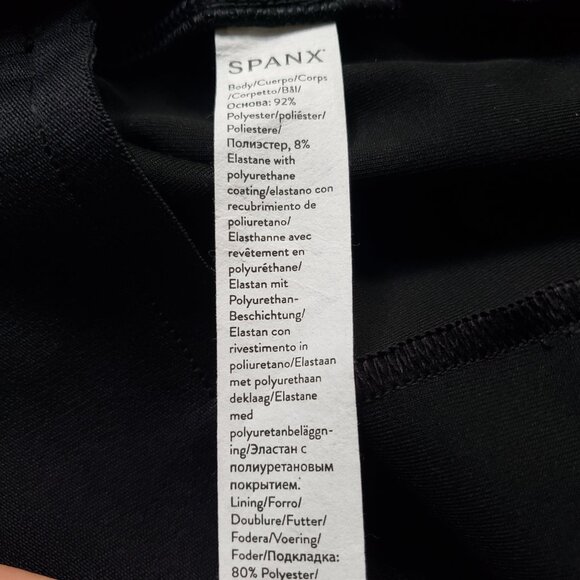 SPANX®
Body/Cuerpo/Corps
/Corpetto/Bål/
Основа: 92%
Polyester/poliéster/
Poliestere/
Полиэстер, 8%
Elastane with
polyurethane
coating/elastano con
recubrimiento de
poliuretano/
Elasthanne avec
revêtement en
polyuréthane/
Elastan mit
Polyurethan-
Beschichtung/
Elastan con
rivestimento in
poliuretano/Elastaan
met polyurethaan
deklaag/Elastane
med
polyuretanbeläggn-
ing/Эластан с
полиуретановым
покрытием.
Lining/Forro/
Doublure/Futter/
Fodera/Voering/
Foder/Подкладка:
80% Polyester/